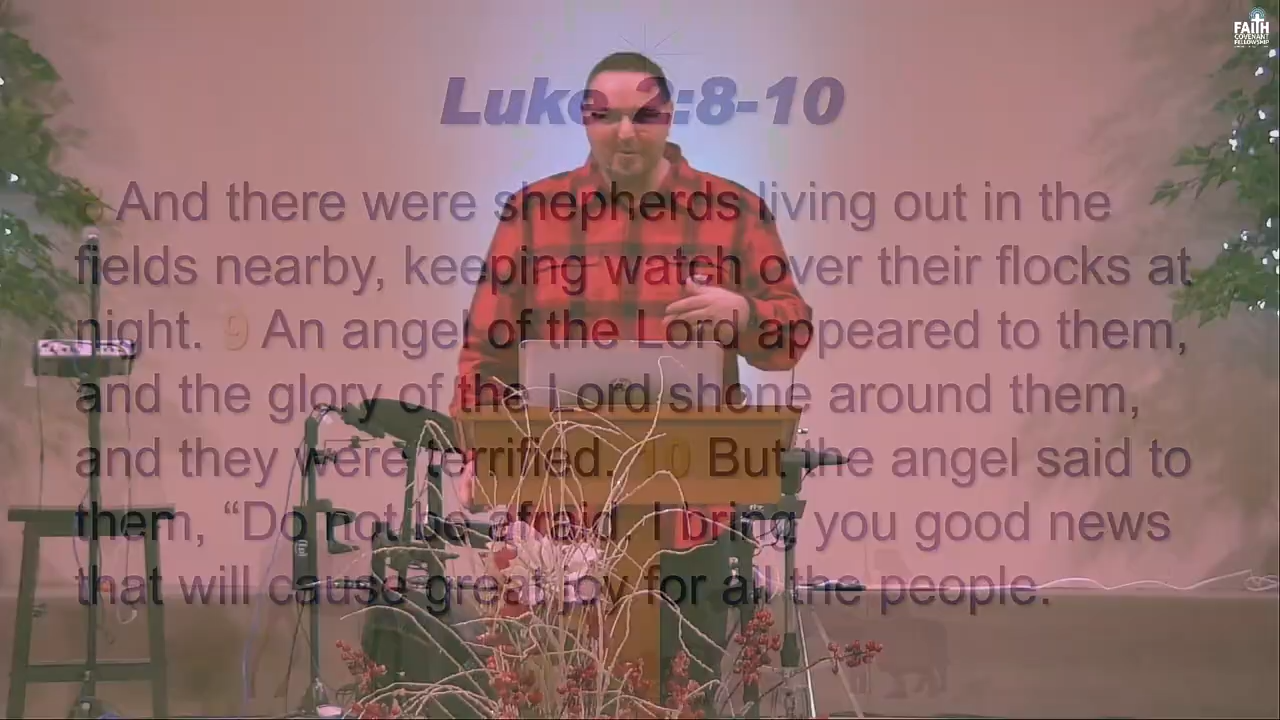 FAITH
COVENANT
FELLOWSHIP
Luke 2:8-10
And there were shepherds living out in the
fields nearby, keeping watch over their flocks at
night. 9 An angel of the Lord appeared to them,
and the glory of the Lord shone around them,
and they were terrified. 10 But the angel said to
them, “Do not be afraid. I bring you good news
that will cause great joy for all the people.